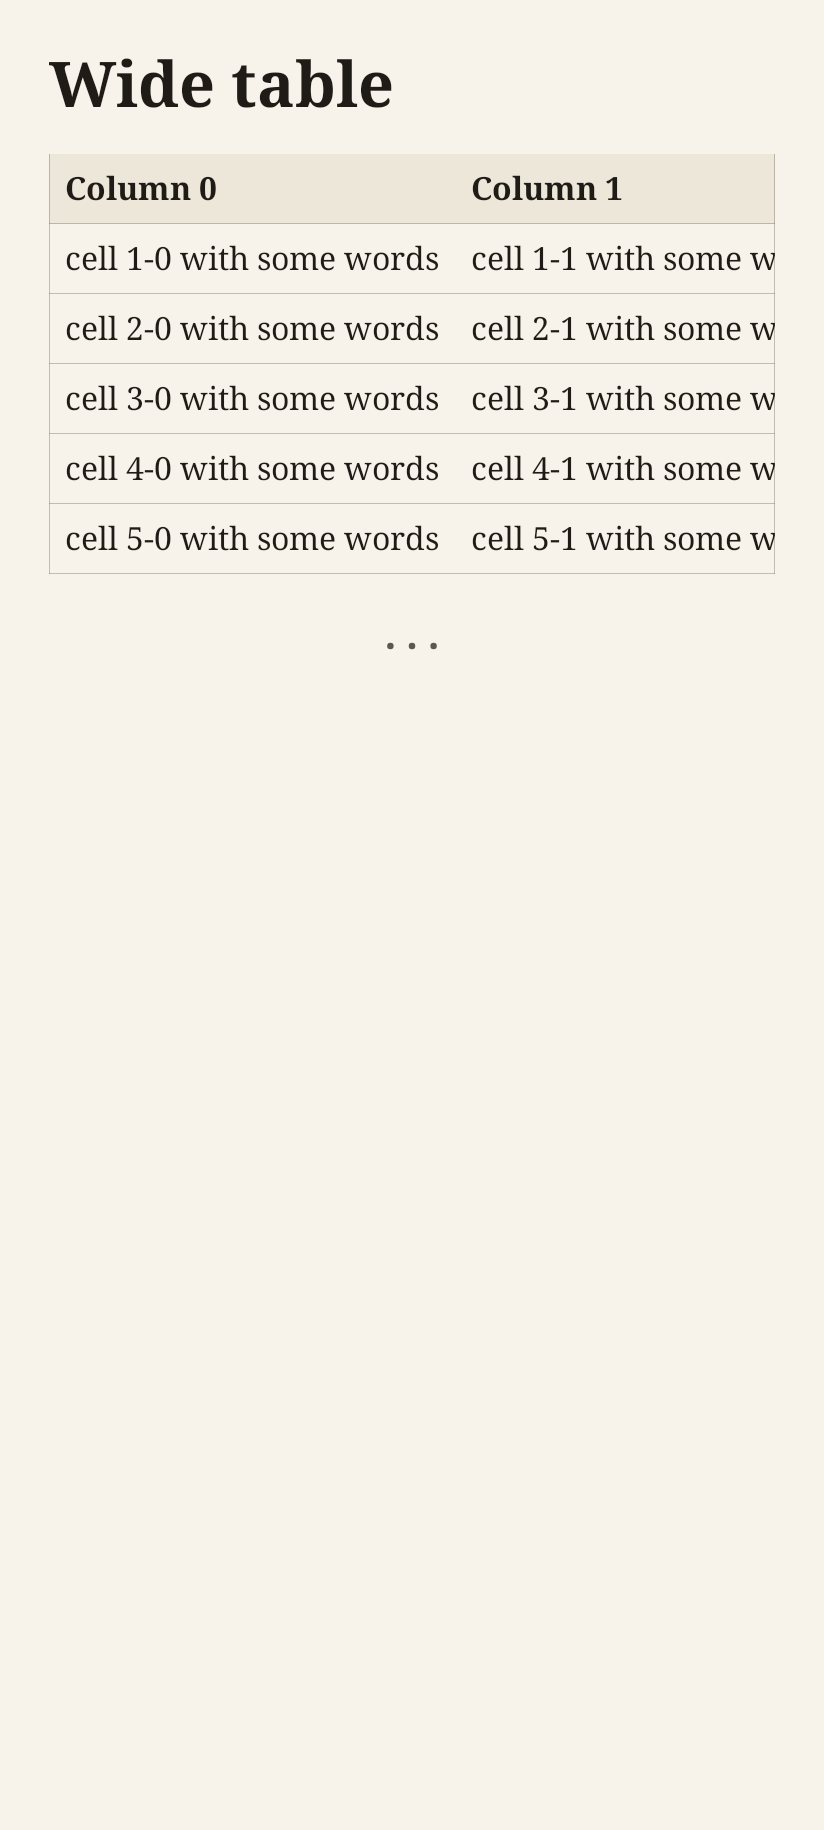 Wide table
Column 0 Column 1
cell 1-0 with some words cell 1-1 with some
cell 2-0 with some words cell 2-1 with some
cell 3-0 with some words cell 3-1 with some
cell 4-0 with some words cell 4-1 with some
cell 5-0 with some words cell 5-1 with some
• • •